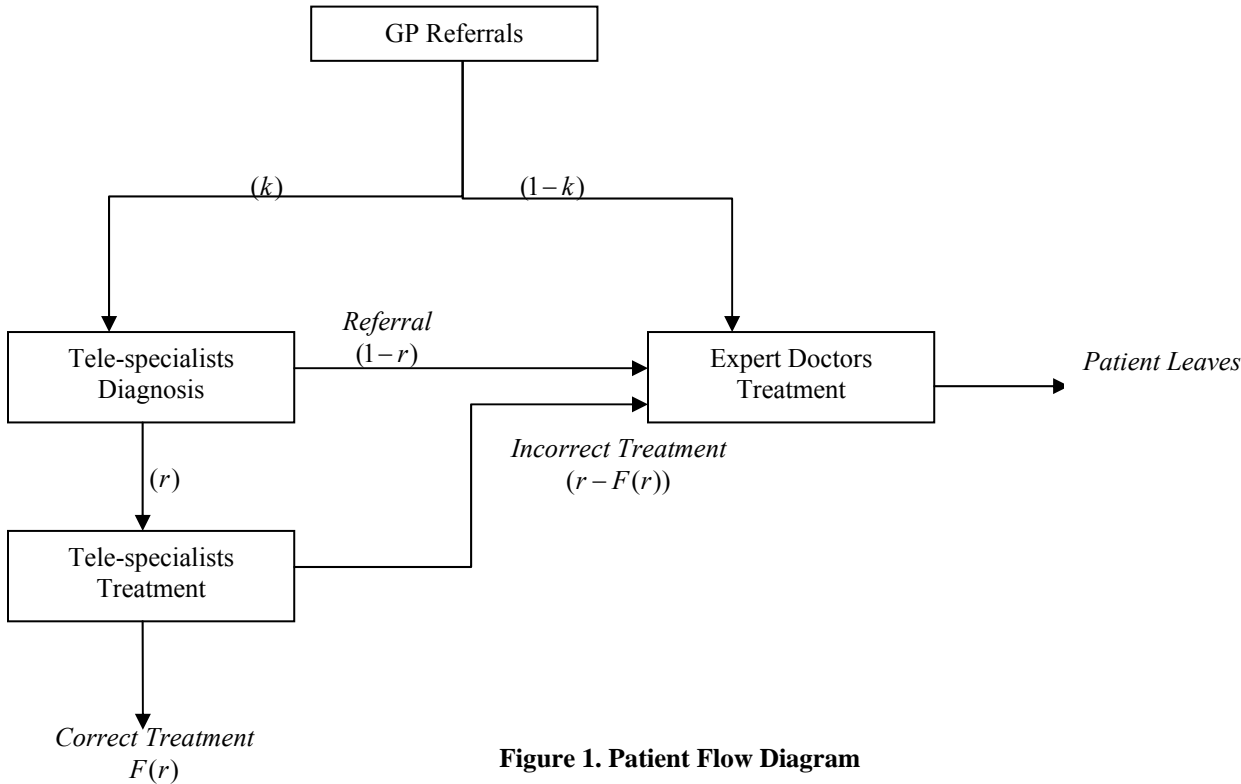 GP Referrals
(k)
(1 − k)
Referral
(1 − r)
Tele-specialists
Diagnosis
Expert Doctors
Treatment
Patient Leaves
Incorrect Treatment
(r − F(r))
(r)
Tele-specialists
Treatment
Correct Treatment
F(r)
Figure 1. Patient Flow Diagram